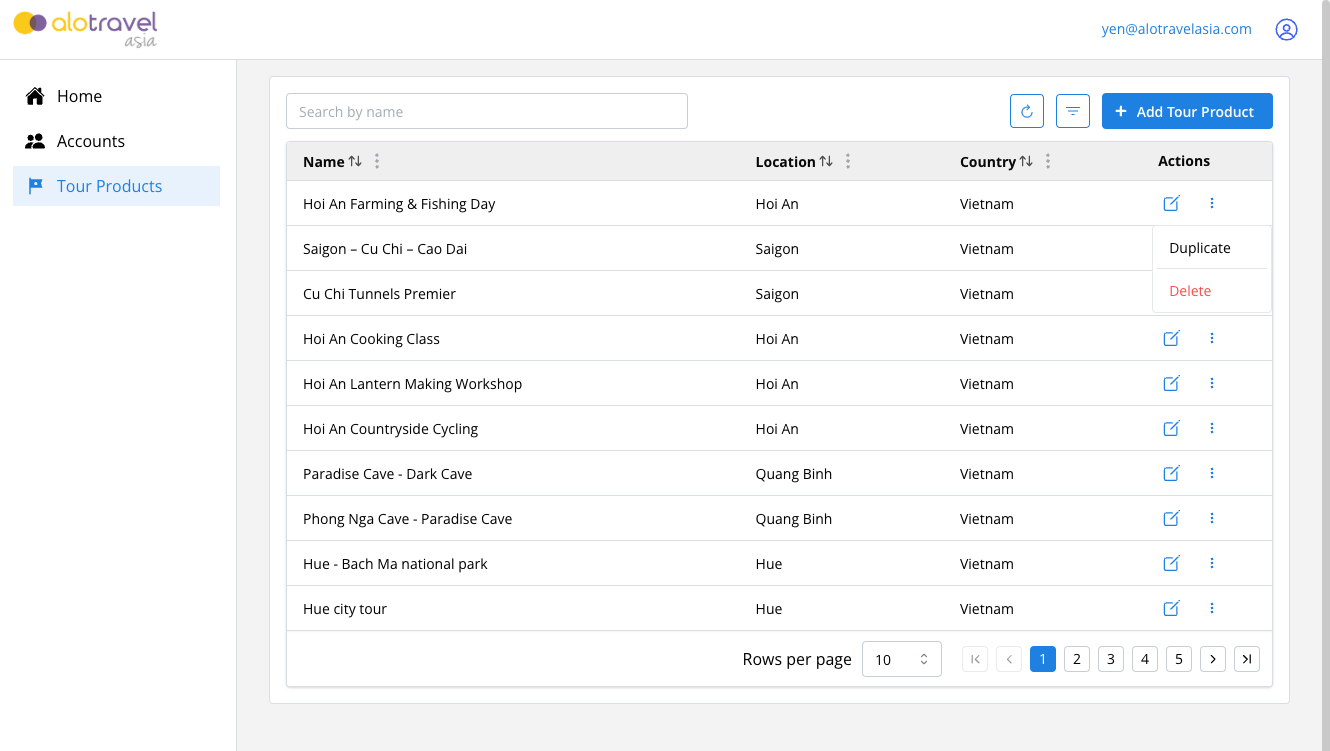 alotravel
asia
yen@alotravelasia.com
Home
Accounts
Tour Products
Search by name
+ Add Tour Product
Name Location Country Actions
Hoi An Farming & Fishing Day Hoi An Vietnam
Saigon – Cu Chi – Cao Dai Saigon Vietnam
Duplicate
Cu Chi Tunnels Premier Saigon Vietnam
Delete
Hoi An Cooking Class Hoi An Vietnam
Hoi An Lantern Making Workshop Hoi An Vietnam
Hoi An Countryside Cycling Hoi An Vietnam
Paradise Cave - Dark Cave Quang Binh Vietnam
Phong Nga Cave - Paradise Cave Quang Binh Vietnam
Hue - Bach Ma national park Hue Vietnam
Hue city tour Hue Vietnam
Rows per page 10 1 2 3 4 5